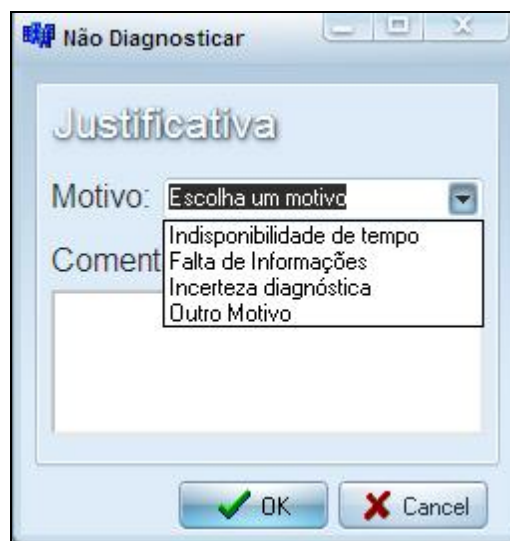 Não Diagnosticar
Justificativa
Motivo: Escolha um motivo
Indisponibilidade de tempo
Coment Falta de Informações
Incerteza diagnóstica
Outro Motivo
OK Cancel